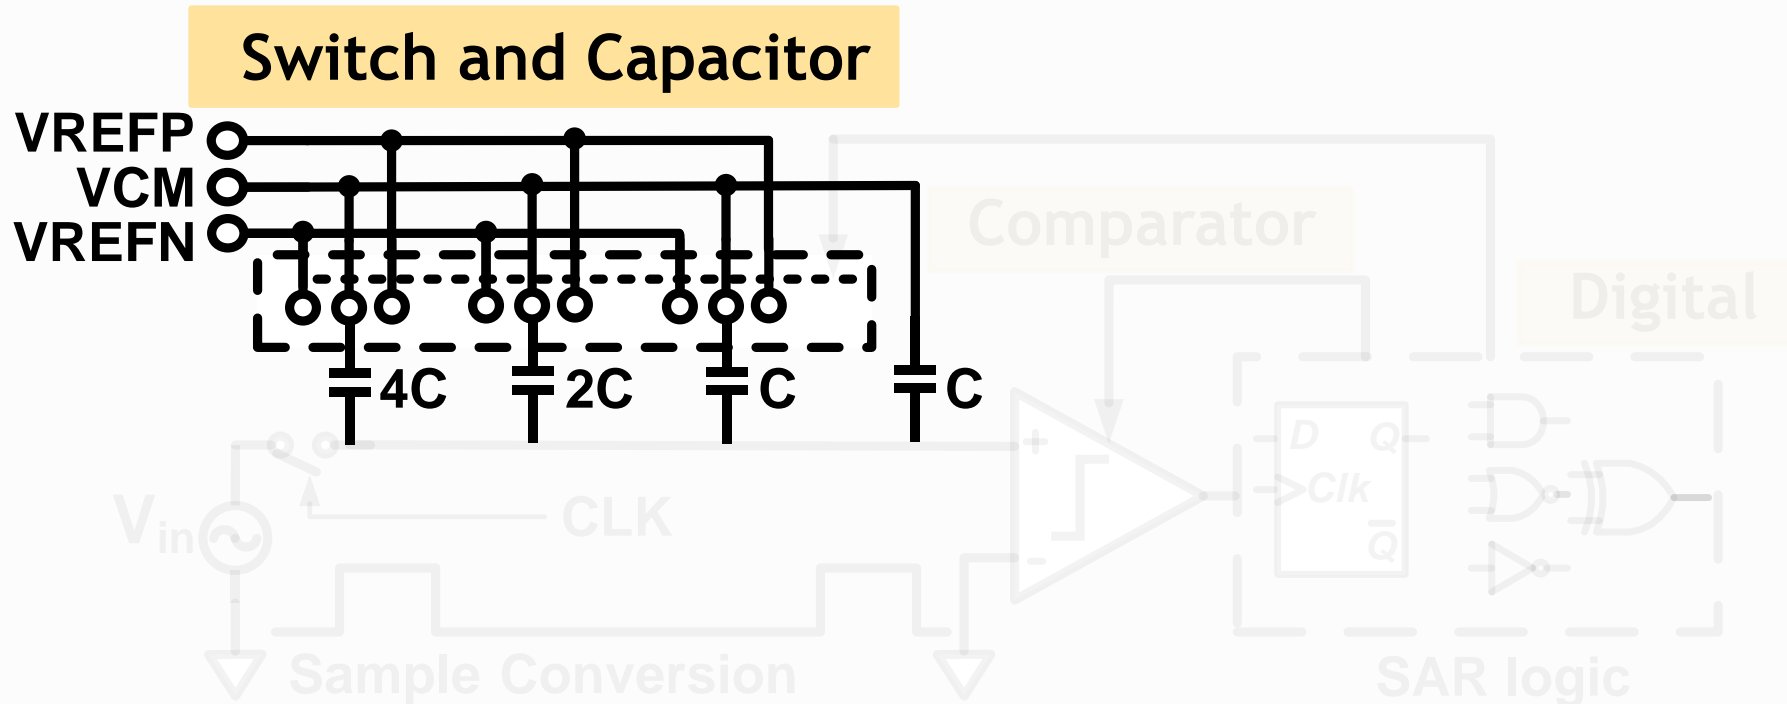 Switch and Capacitor
VREFP
VCM
VREFN
Comparator
Digital
4C
2C
C
C
+
D
Q
Clk
Q̅
-
Vin
CLK
Sample Conversion
SAR logic